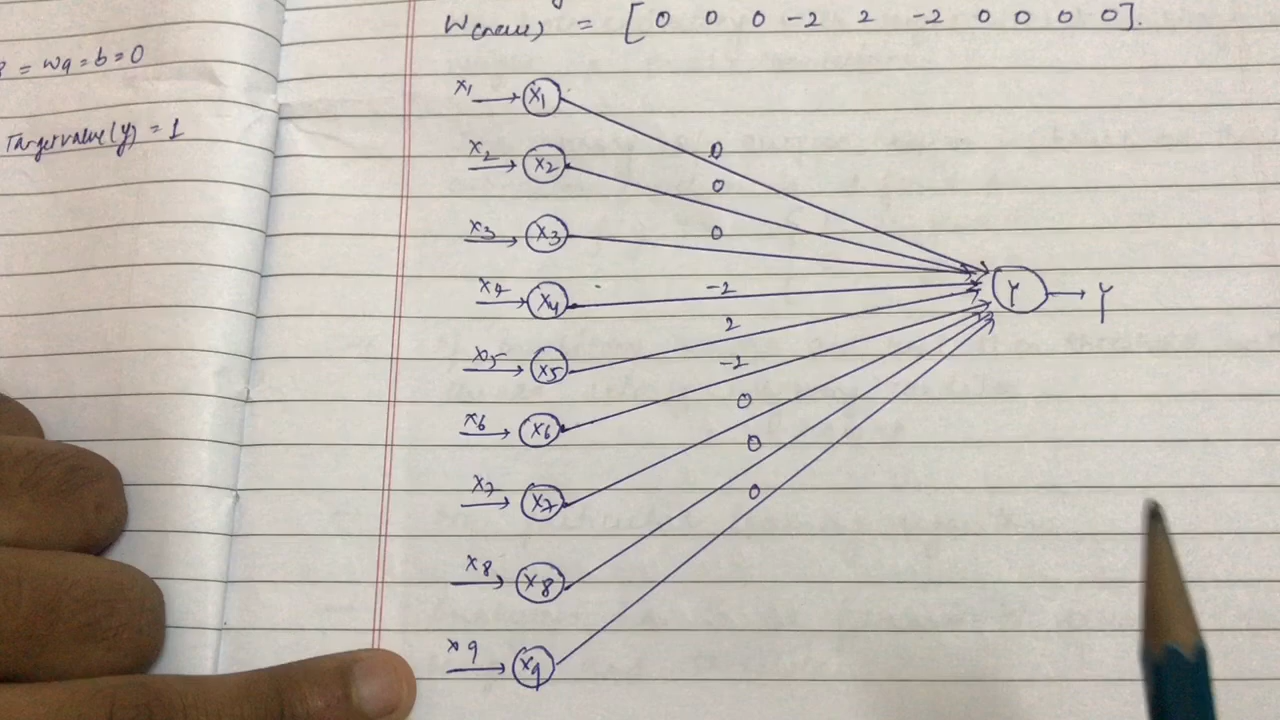 W(new) = [ 0 0 0 -2 2 -2 0 0 0 0 ].
= w9 = b = 0
Target value (y) = 1
x1 X1 0
x2 X2 0
x3 X3 0
x4 X4 -2
Y Y
x5 X5 2
x6 X6 -2
x7 X7 0
x8 X8 0
x9 X9 0